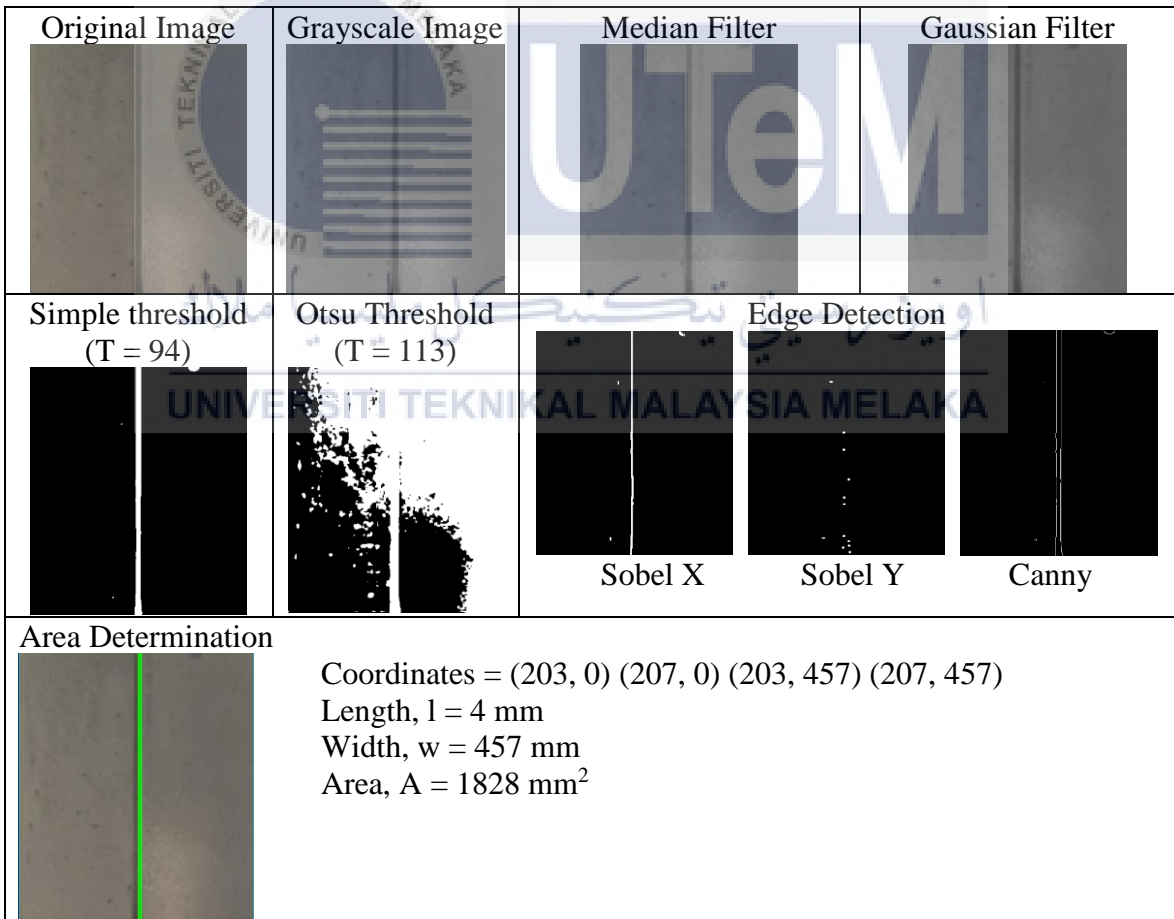 Original Image
Grayscale Image
Median Filter
Gaussian Filter
UNIVERSITI TEKNIKAL MALAYSIA MELAKA
UTeM
Simple threshold
(T = 94)
Otsu Threshold
(T = 113)
Edge Detection
Sobel X
Sobel Y
Canny
Area Determination
Coordinates = (203, 0) (207, 0) (203, 457) (207, 457)
Length, l = 4 mm
Width, w = 457 mm
Area, A = 1828 mm²